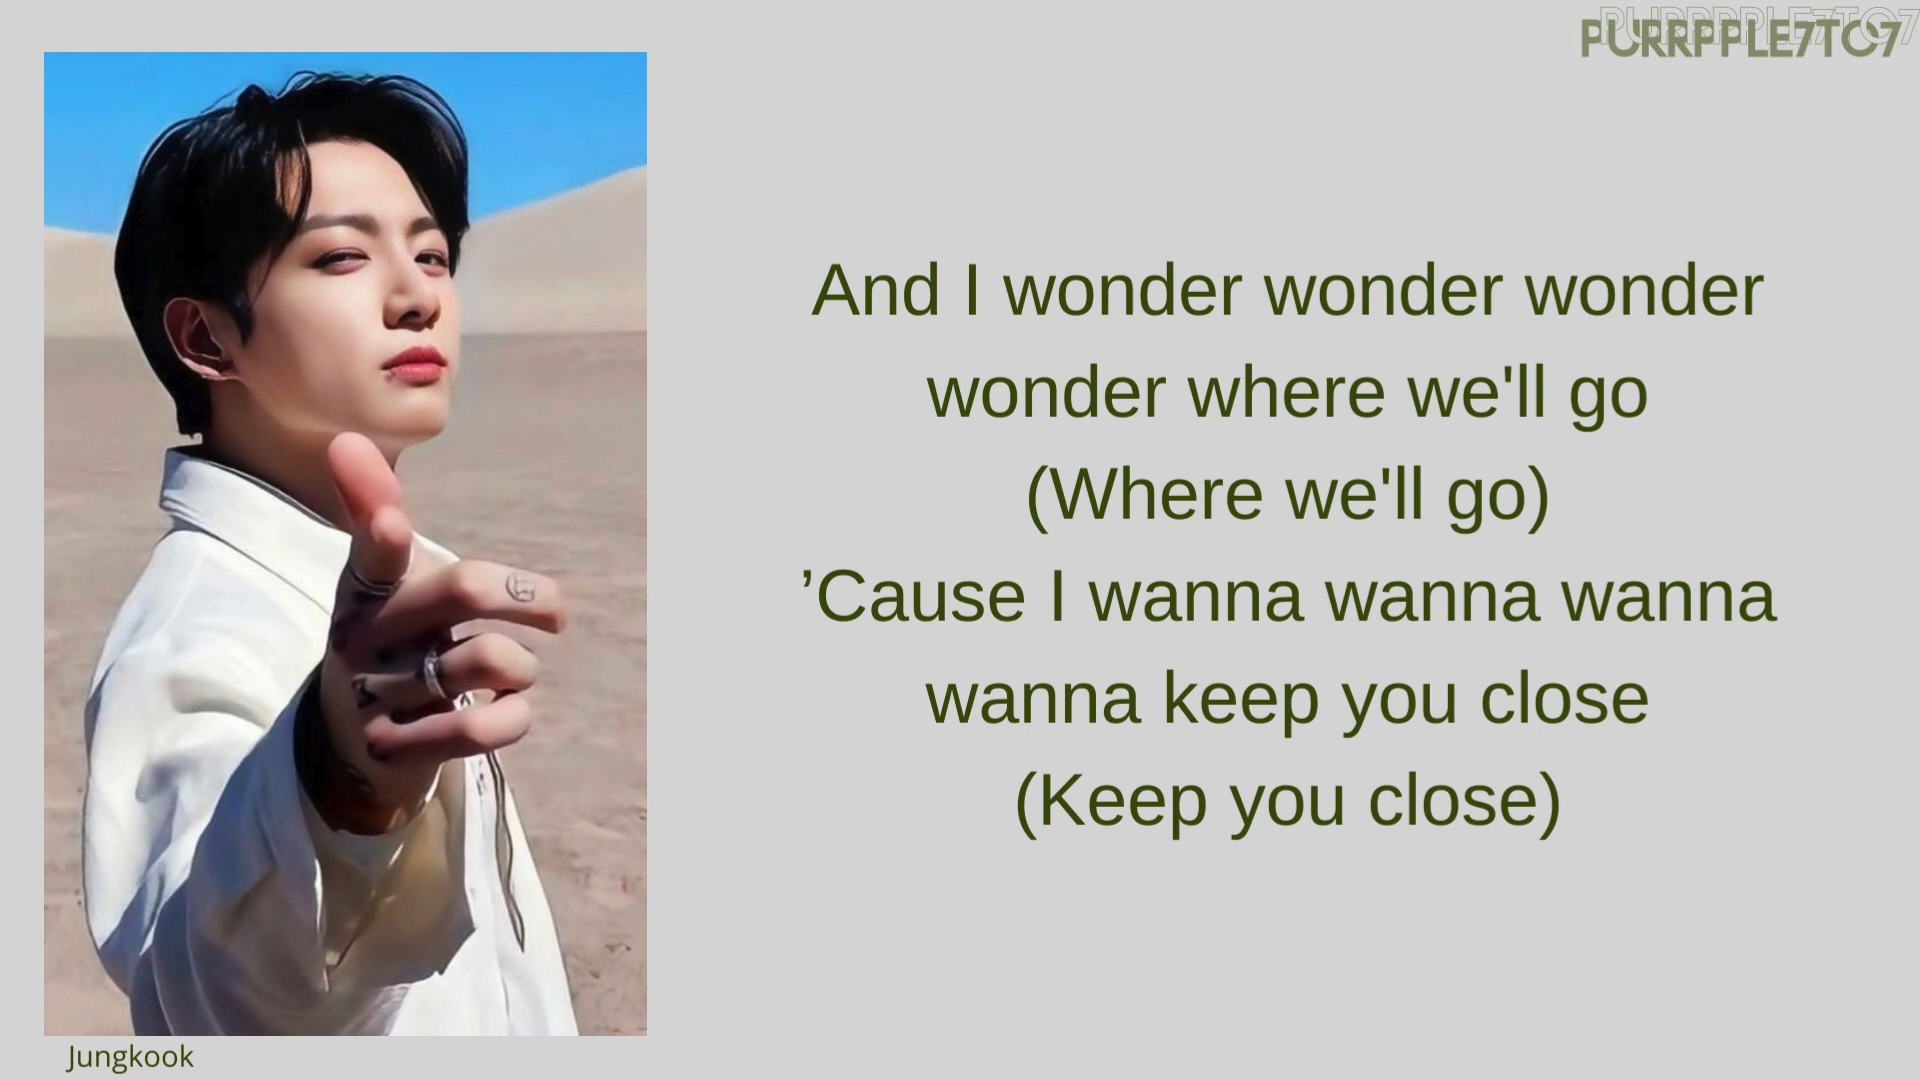 PURRPPLE7TO7
PURRPPLE7TO7
And I wonder wonder wonder
wonder where we'll go
(Where we'll go)
’Cause I wanna wanna wanna
wanna keep you close
(Keep you close)
Jungkook